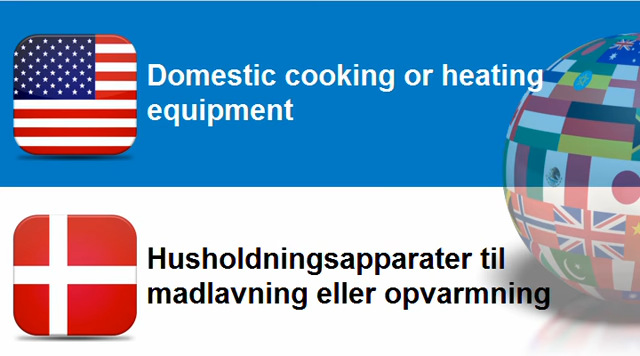 Domestic cooking or heating
equipment
Husholdningsapparater til
madlavning eller opvarmning